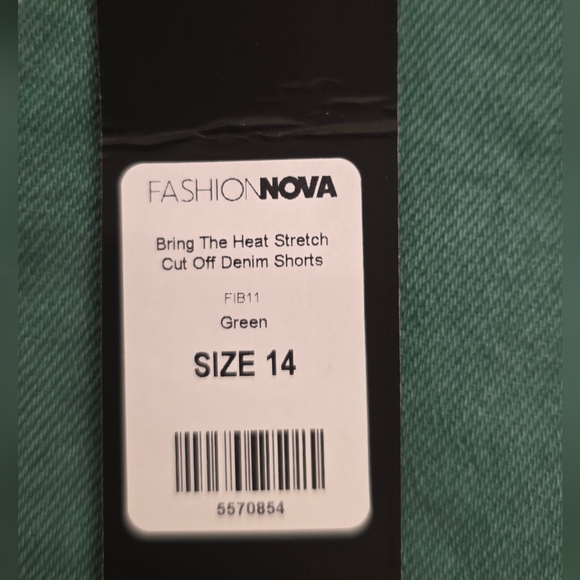 FASHIONNOVA
Bring The Heat Stretch
Cut Off Denim Shorts
FIB11
Green
SIZE 14
5570854